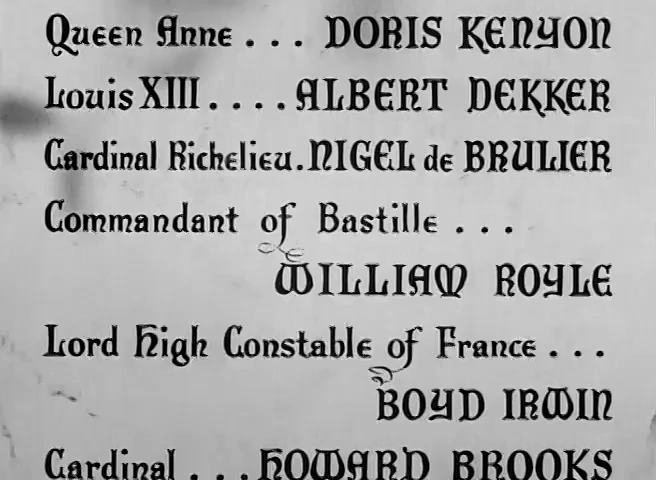 Queen Anne . . . DORIS KENYON
Louis XIII . . . . ALBERT DEKKER
Cardinal Richelieu . NIGEL de BRULIER
Commandant of Bastille . . .
WILLIAM ROYLE
Lord High Constable of France . . .
BOYD IRWIN
Cardinal . . . HOWARD BROOKS